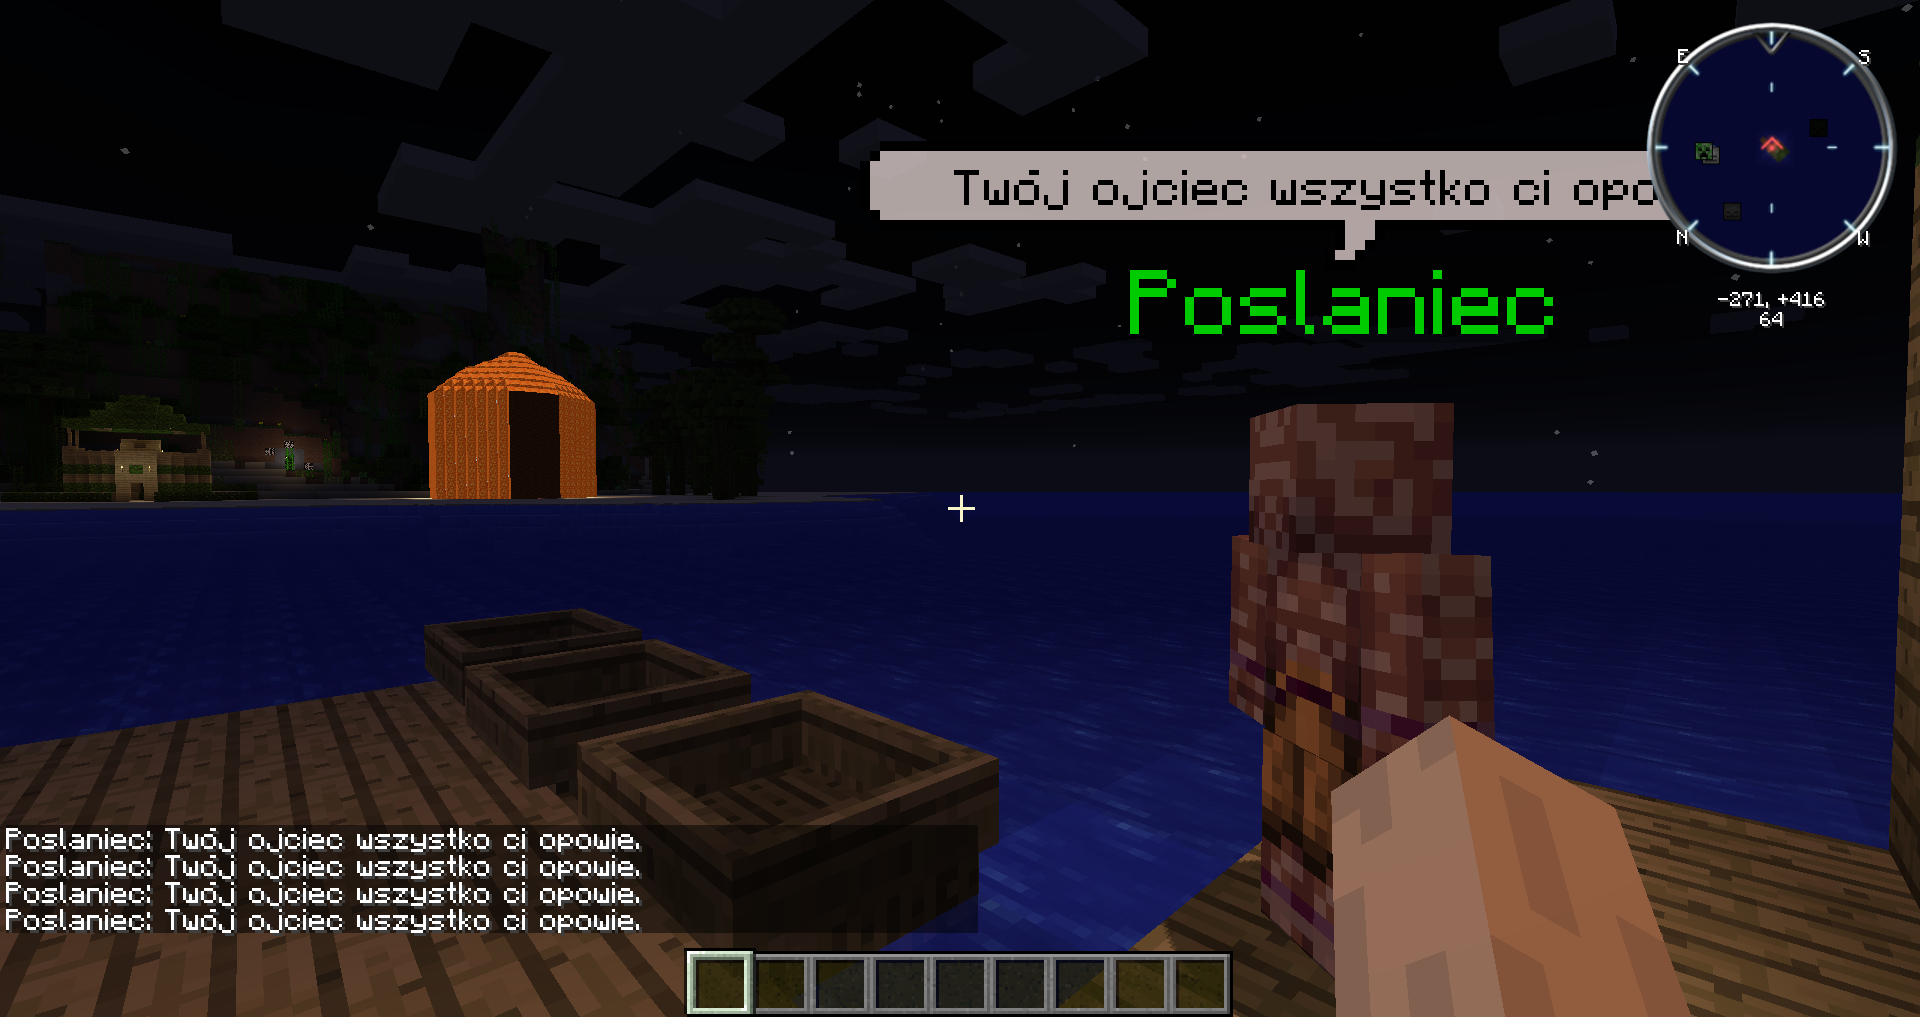 E
S
Twój ojciec wszystko ci opo
N
W
Poslaniec
-271, +416
64
Poslaniec: Twój ojciec wszystko ci opowie.
Poslaniec: Twój ojciec wszystko ci opowie.
Poslaniec: Twój ojciec wszystko ci opowie.
Poslaniec: Twój ojciec wszystko ci opowie.